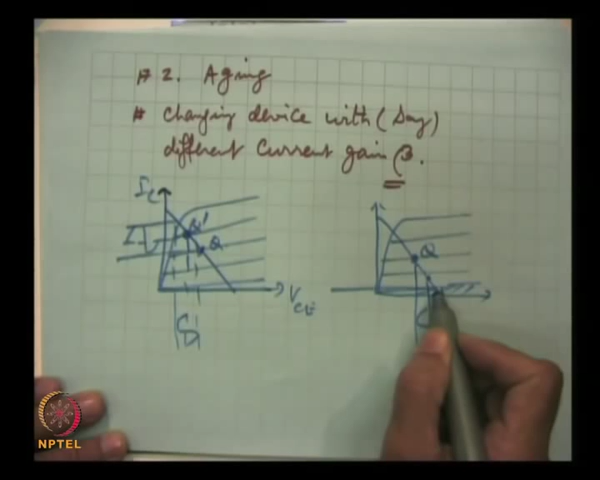 # 2. Aging
# Changing device with (Say)
different Current gain β.
Ic
Q'
Q
VCE
Q
NPTEL